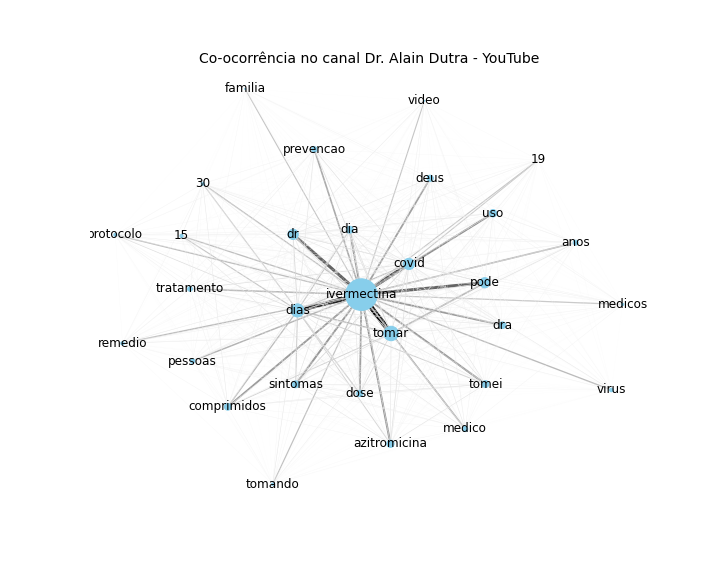 Co-ocorrência no canal Dr. Alain Dutra - YouTube
familia
video
prevencao
19
deus
30
uso
dia
dr
15
protocolo
anos
covid
pode
tratamento
ivermectina
medicos
dias
dra
tomar
remedio
pessoas
sintomas
tomei
virus
dose
comprimidos
medico
azitromicina
tomando